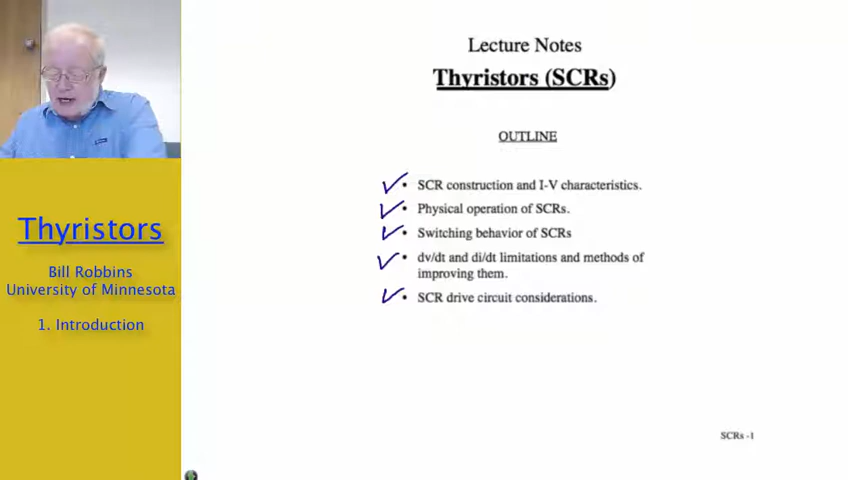 Lecture Notes
Thyristors (SCRs)
OUTLINE
• SCR construction and I-V characteristics.
• Physical operation of SCRs.
• Switching behavior of SCRs
• dv/dt and di/dt limitations and methods of
improving them.
• SCR drive circuit considerations.
SCRs -1
Thyristors
Bill Robbins
University of Minnesota
1. Introduction